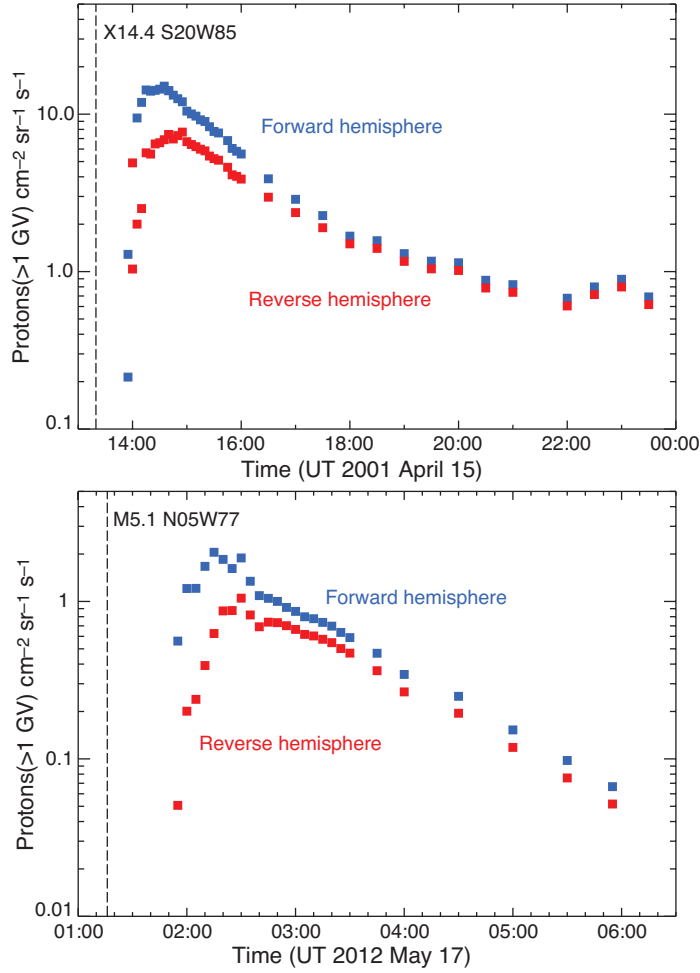 X14.4 S20W85
Forward hemisphere
Reverse hemisphere
Protons(>1 GV) cm⁻² sr⁻¹ s⁻¹
10.0
1.0
0.1
14:00 16:00 18:00 20:00 22:00 00:00
Time (UT 2001 April 15)
M5.1 N05W77
Forward hemisphere
Reverse hemisphere
Protons(>1 GV) cm⁻² sr⁻¹ s⁻¹
1
0.1
0.01
01:00 02:00 03:00 04:00 05:00 06:00
Time (UT 2012 May 17)